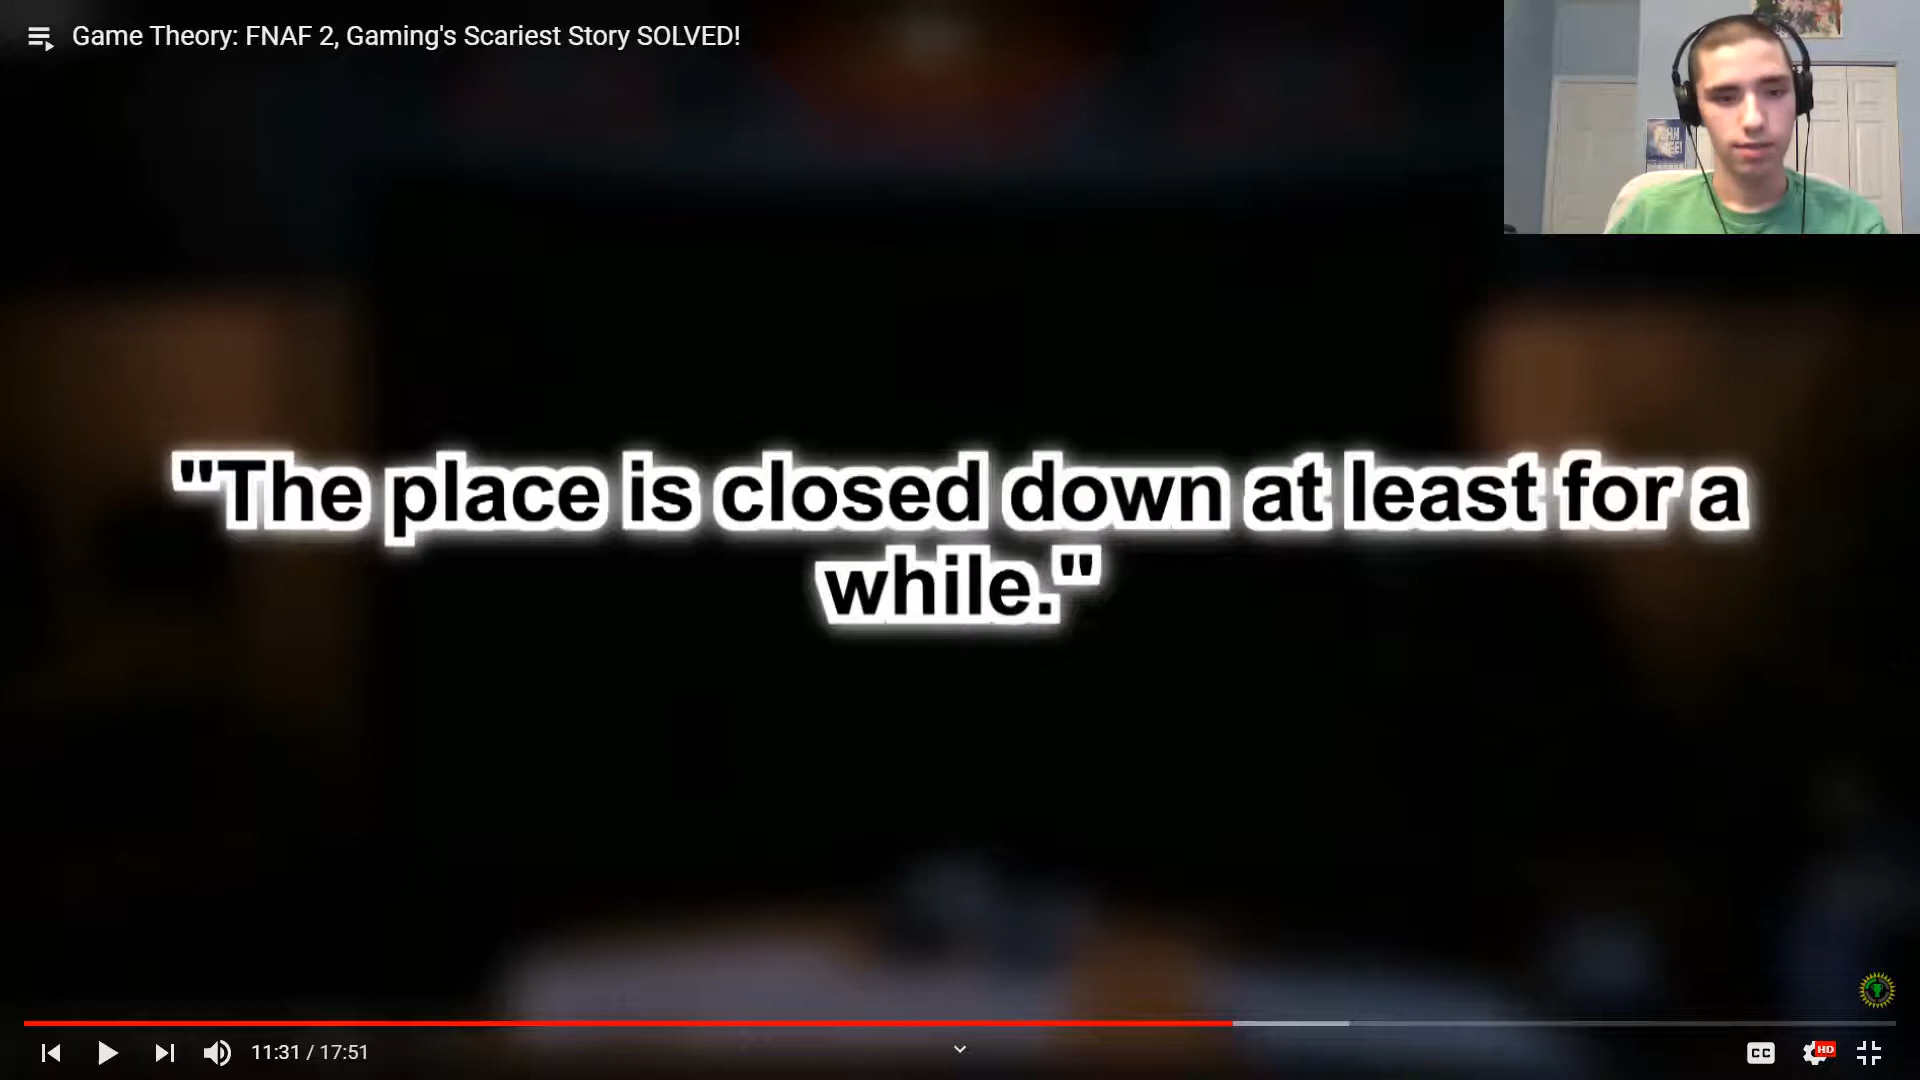 Game Theory: FNAF 2, Gaming's Scariest Story SOLVED!
"The place is closed down at least for a
while."
11:31 / 17:51
CC
HD